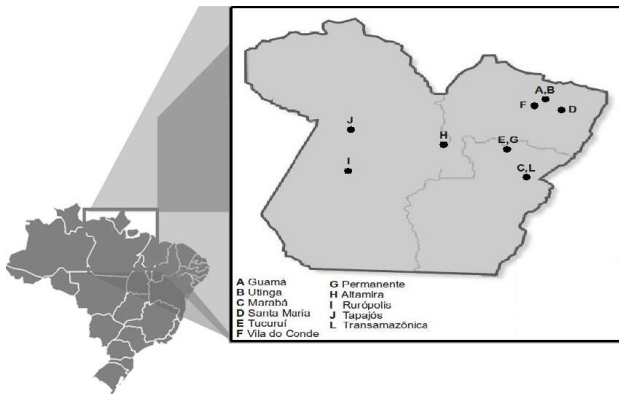 A,B
F
D
J
H
E,G
I
C,L
A Guamá
B Utinga
C Marabá
D Santa Maria
E Tucuruí
F Vila do Conde
G Permanente
H Altamira
I Rurópolis
J Tapajós
L Transamazônica